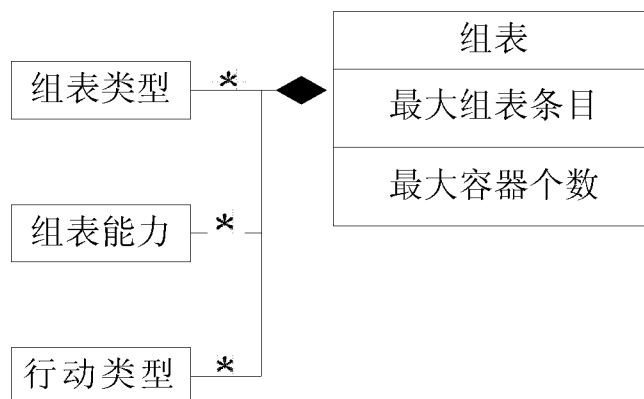 组表
组表类型 *
最大组表条目
最大容器个数
组表能力 *
行动类型 *